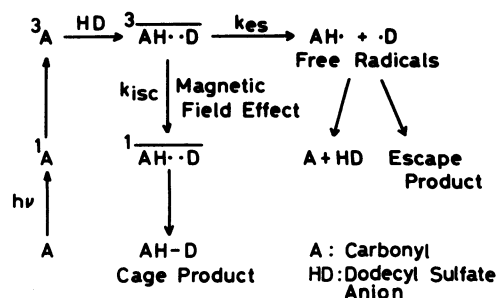 ³A HD ³AH··D kes AH· + ·D
Free Radicals
kisc Magnetic
Field Effect
¹A ¹AH··D A+HD Escape
Product
hν
A AH-D A: Carbonyl
Cage Product HD:Dodecyl Sulfate
Anion